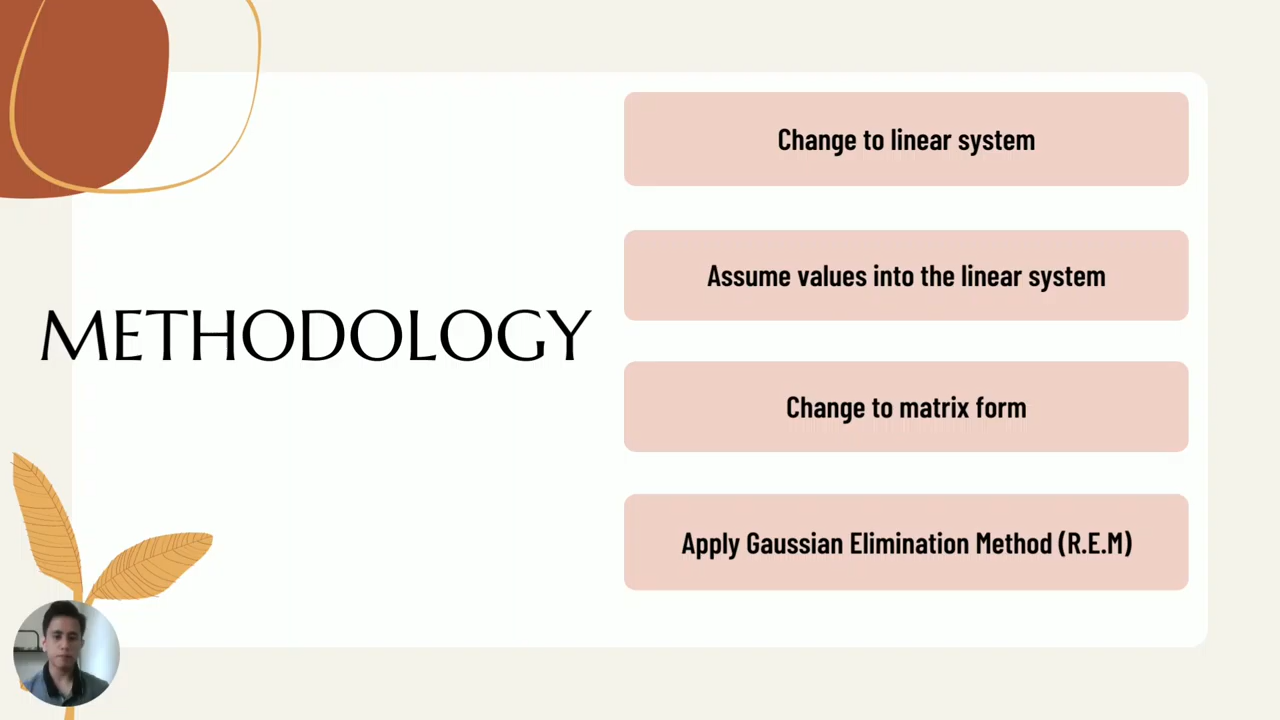 METHODOLOGY
Change to linear system
Assume values into the linear system
Change to matrix form
Apply Gaussian Elimination Method (R.E.M)